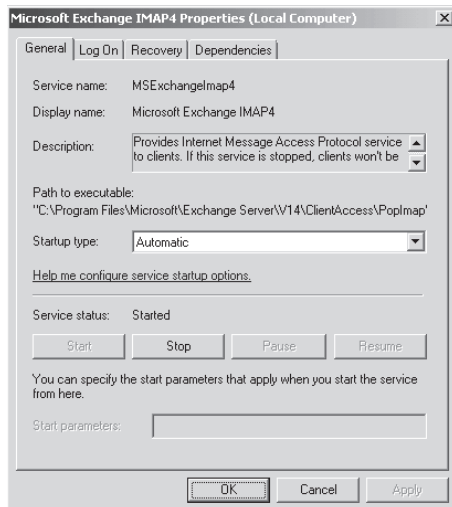 Microsoft Exchange IMAP4 Properties (Local Computer)
General Log On Recovery Dependencies
Service name: MSExchangeImap4
Display name: Microsoft Exchange IMAP4
Description: Provides Internet Message Access Protocol service
to clients. If this service is stopped, clients won't be
Path to executable:
"C:\Program Files\Microsoft\Exchange Server\V14\ClientAccess\PopImap'
Startup type: Automatic
Help me configure service startup options.
Service status: Started
Start Stop Pause Resume
You can specify the start parameters that apply when you start the service
from here.
Start parameters:
OK Cancel Apply